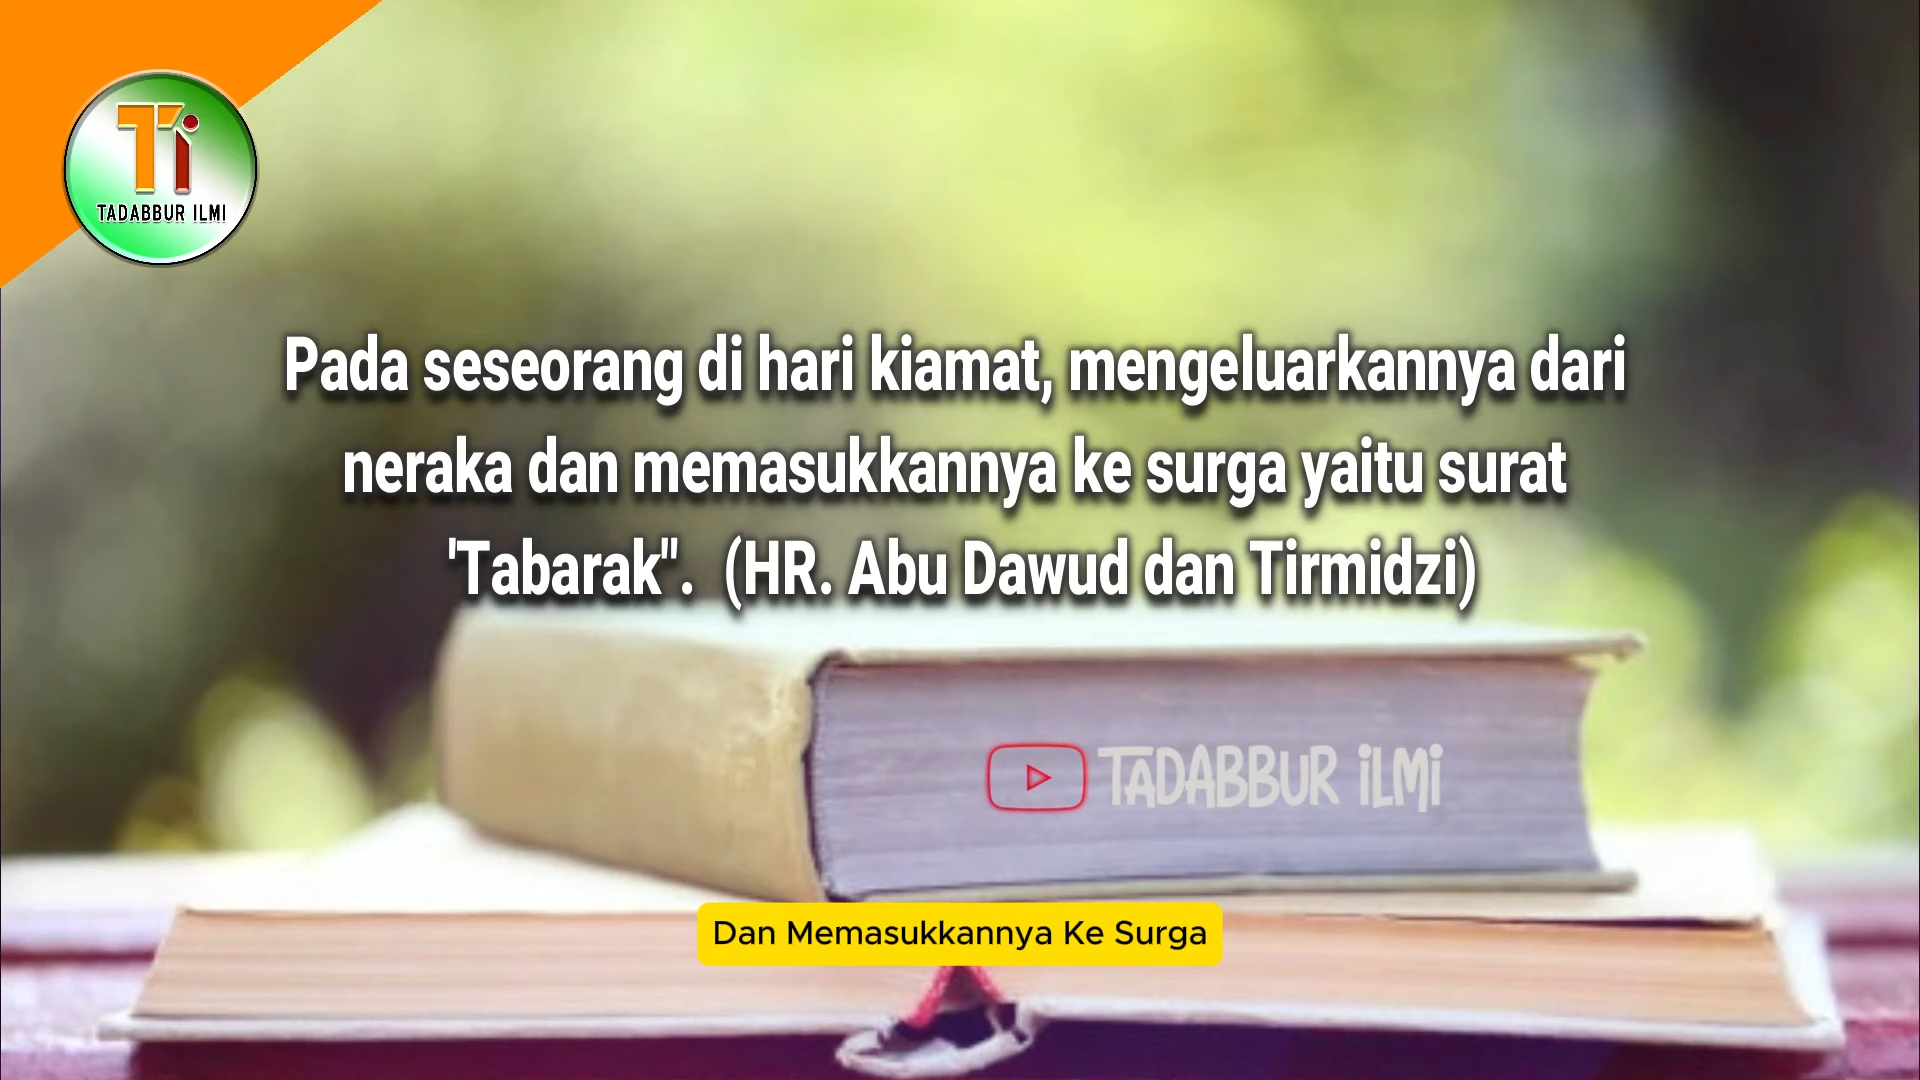 Ti
TADABBUR ILMI
Pada seseorang di hari kiamat, mengeluarkannya dari
neraka dan memasukkannya ke surga yaitu surat
'Tabarak". (HR. Abu Dawud dan Tirmidzi)
TADABBUR iLMi
Dan Memasukkannya Ke Surga